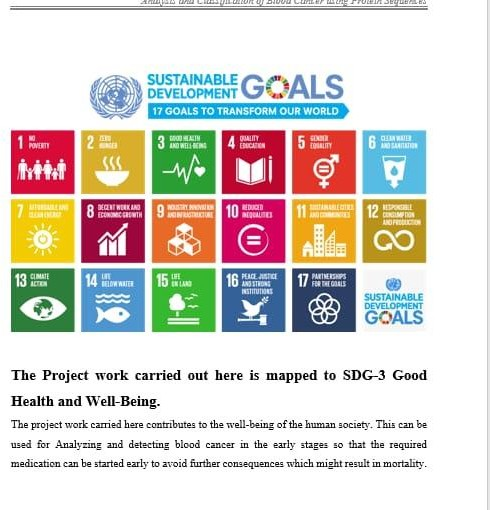 Analysis and Classification of Blood Cancer using Protein Sequences
SUSTAINABLE
DEVELOPMENT
GOALS
17 GOALS TO TRANSFORM OUR WORLD
1 NO
POVERTY
2 ZERO
HUNGER
3 GOOD HEALTH
AND WELL-BEING
4 QUALITY
EDUCATION
5 GENDER
EQUALITY
6 CLEAN WATER
AND SANITATION
7 AFFORDABLE AND
CLEAN ENERGY
8 DECENT WORK AND
ECONOMIC GROWTH
9 INDUSTRY, INNOVATION
AND INFRASTRUCTURE
10 REDUCED
INEQUALITIES
11 SUSTAINABLE CITIES
AND COMMUNITIES
12 RESPONSIBLE
CONSUMPTION
AND PRODUCTION
13 CLIMATE
ACTION
14 LIFE
BELOW WATER
15 LIFE
ON LAND
16 PEACE, JUSTICE
AND STRONG
INSTITUTIONS
17 PARTNERSHIPS
FOR THE GOALS
SUSTAINABLE
DEVELOPMENT
GOALS
The Project work carried out here is mapped to SDG-3 Good
Health and Well-Being.
The project work carried here contributes to the well-being of the human society. This can be
used for Analyzing and detecting blood cancer in the early stages so that the required
medication can be started early to avoid further consequences which might result in mortality.